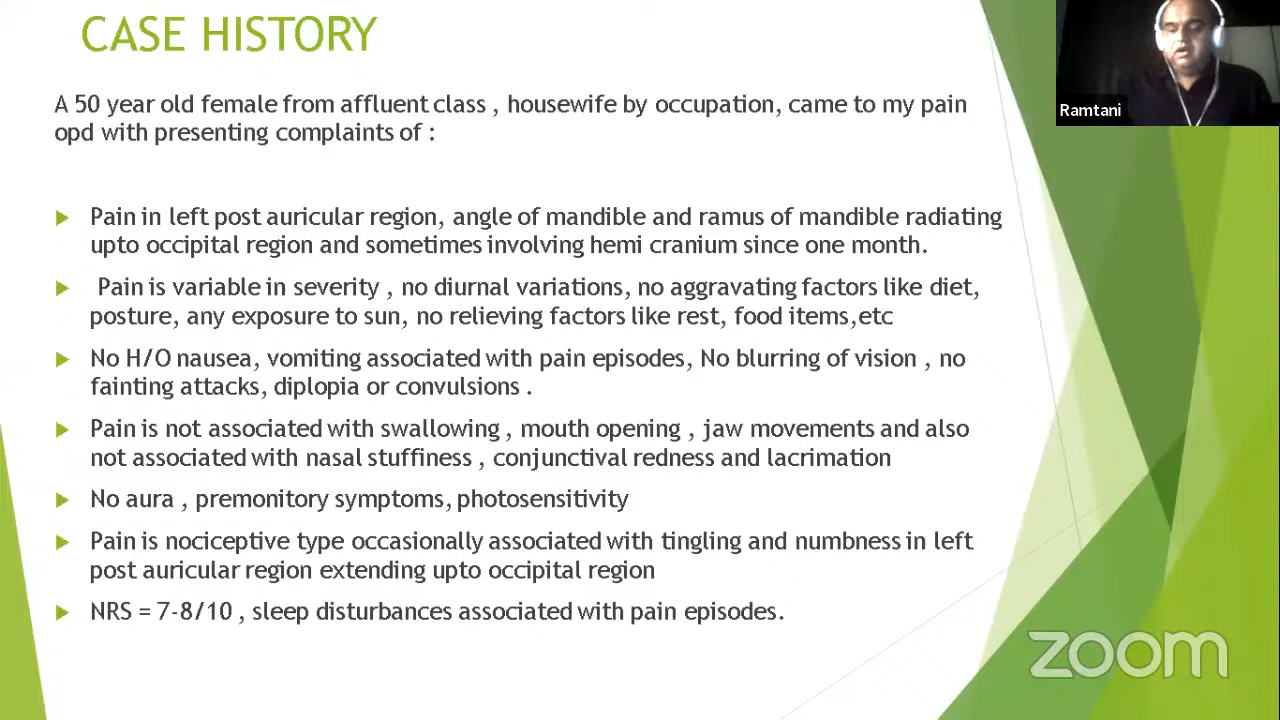 CASE HISTORY
A 50 year old female from affluent class , housewife by occupation, came to my pain
opd with presenting complaints of :
Pain in left post auricular region, angle of mandible and ramus of mandible radiating
upto occipital region and sometimes involving hemi cranium since one month.
Pain is variable in severity , no diurnal variations, no aggravating factors like diet,
posture, any exposure to sun, no relieving factors like rest, food items,etc
No H/O nausea, vomiting associated with pain episodes, No blurring of vision , no
fainting attacks, diplopia or convulsions .
Pain is not associated with swallowing , mouth opening , jaw movements and also
not associated with nasal stuffiness , conjunctival redness and lacrimation
No aura , premonitory symptoms, photosensitivity
Pain is nociceptive type occasionally associated with tingling and numbness in left
post auricular region extending upto occipital region
NRS = 7-8/10 , sleep disturbances associated with pain episodes.
Ramtani
zoom